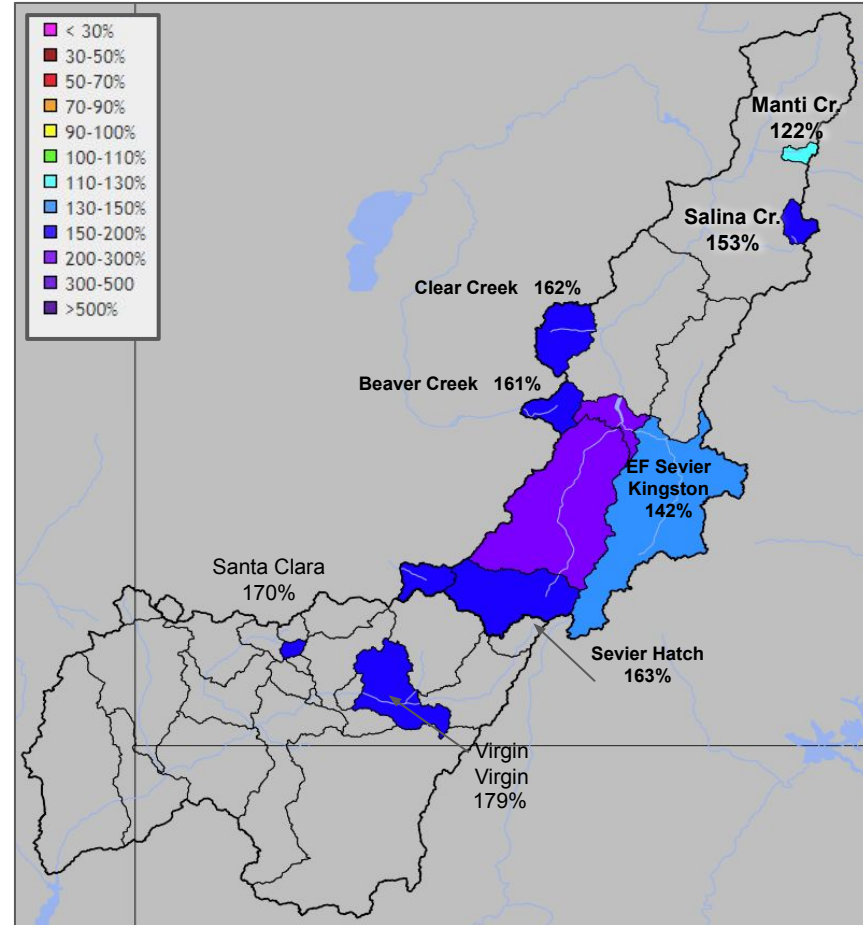 < 30%
30-50%
50-70%
70-90%
90-100%
100-110%
110-130%
130-150%
150-200%
200-300%
300-500
>500%
Manti Cr.
122%
Salina Cr.
153%
Clear Creek 162%
Beaver Creek 161%
EF Sevier
Kingston
142%
Santa Clara
170%
Sevier Hatch
163%
Virgin
Virgin
179%